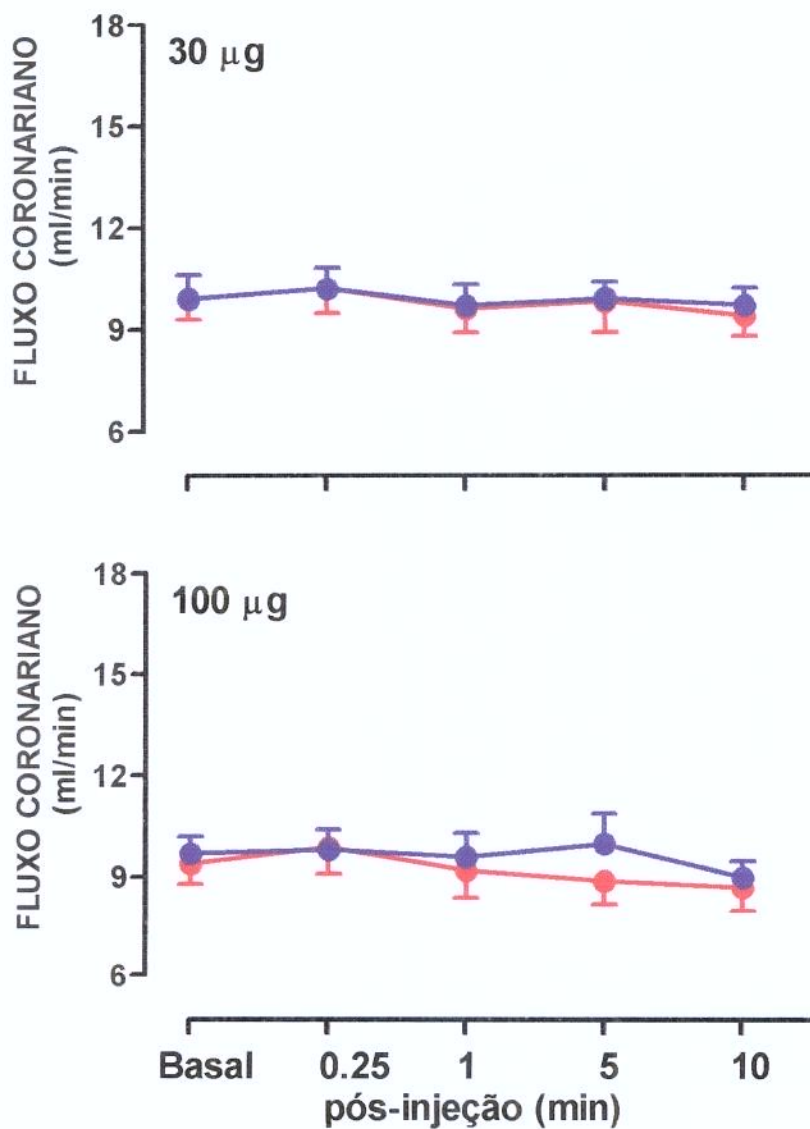 FLUXO CORONARIANO
(ml/min)
30 µg
18
15
12
9
6
FLUXO CORONARIANO
(ml/min)
100 µg
18
15
12
9
6
Basal 0.25 1 5 10
pós-injeção (min)